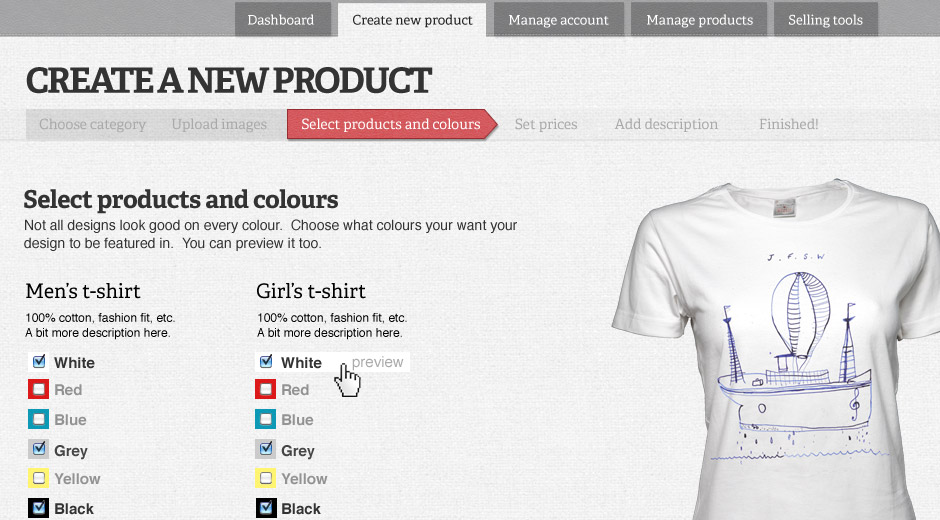 Dashboard
Create new product
Manage account
Manage products
Selling tools
CREATE A NEW PRODUCT
Choose category
Upload images
Select products and colours
Set prices
Add description
Finished!
Select products and colours
Not all designs look good on every colour.  Choose what colours your want your
design to be featured in.  You can preview it too.
Men's t-shirt
100% cotton, fashion fit, etc.
A bit more description here.
White
Red
Blue
Grey
Yellow
Black
Girl's t-shirt
100% cotton, fashion fit, etc.
A bit more description here.
White
preview
Red
Blue
Grey
Yellow
Black
J . F . S . W